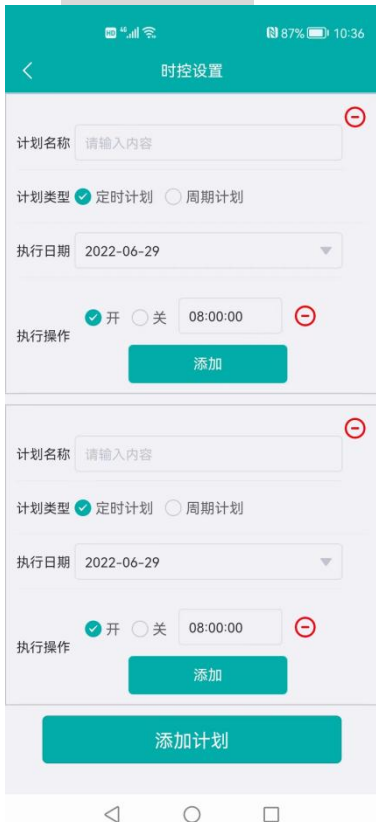 HD 4G 87% 10:36
时控设置
计划名称 请输入内容
计划类型 定时计划 周期计划
执行日期 2022-06-29
开 关 08:00:00
执行操作
添加
计划名称 请输入内容
计划类型 定时计划 周期计划
执行日期 2022-06-29
开 关 08:00:00
执行操作
添加
添加计划